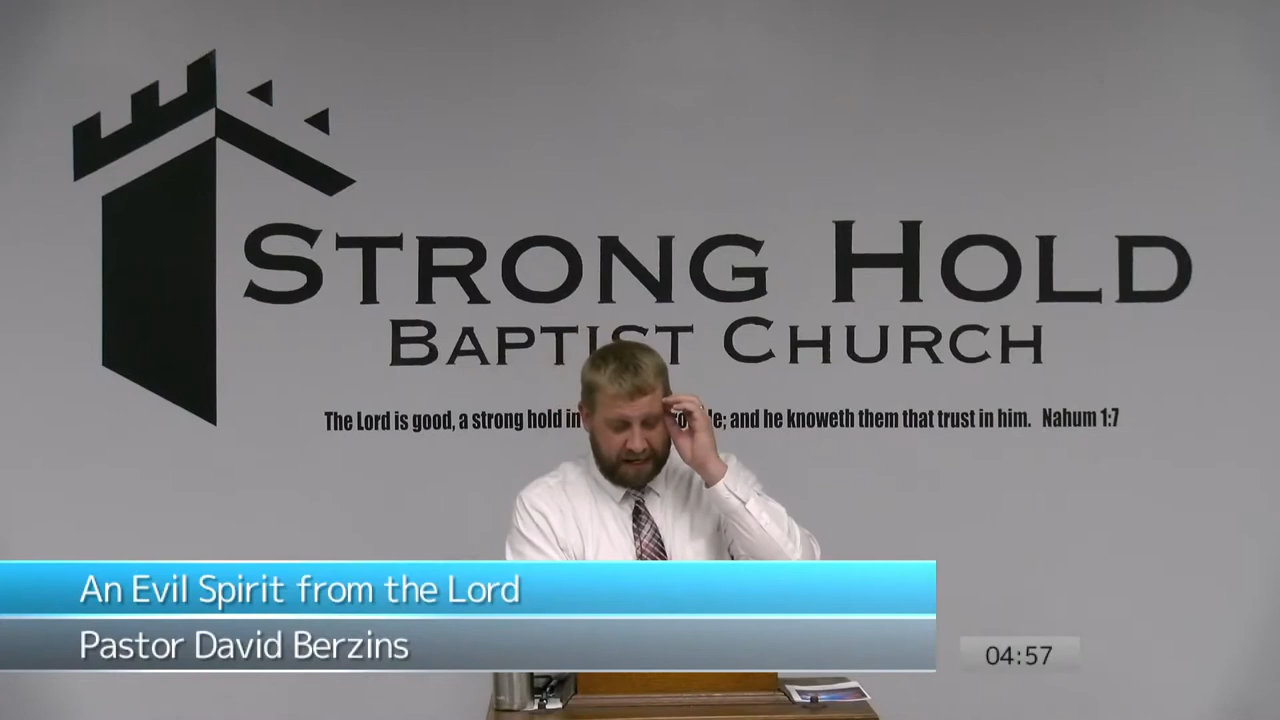 STRONG HOLD
BAPTIST CHURCH
The Lord is good, a strong hold in le; and he knoweth them that trust in him. Nahum 1:7
An Evil Spirit from the Lord
Pastor David Berzins
04:57